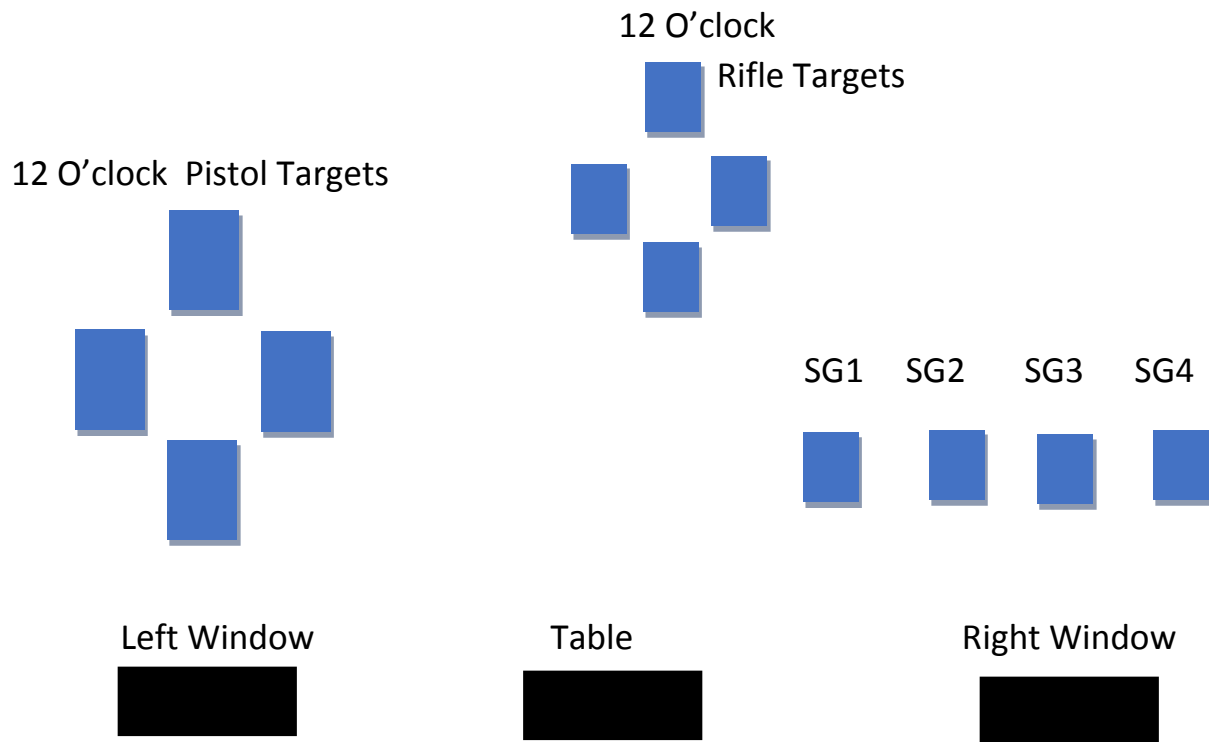 12 O’clock
Rifle Targets
12 O’clock  Pistol Targets
SG1 SG2 SG3 SG4
Left Window Table Right Window